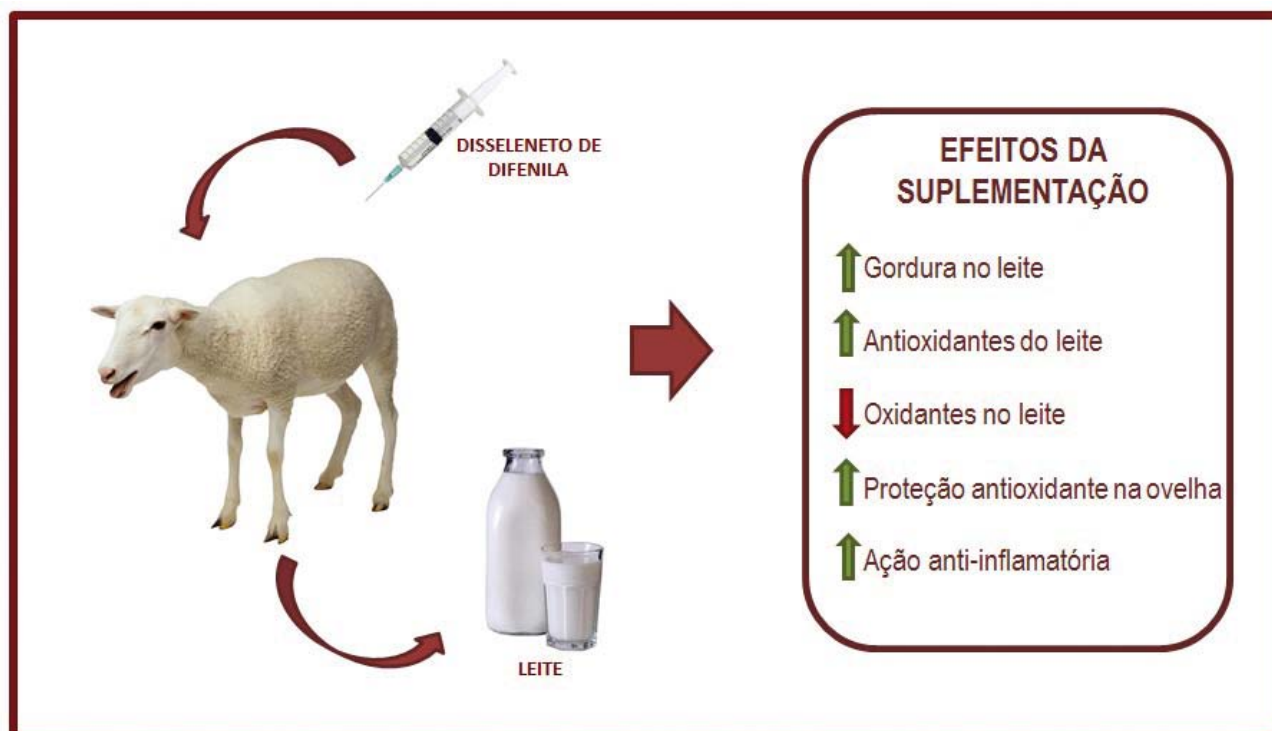 DISSELENETO DE
DIFENILA
LEITE
EFEITOS DA
SUPLEMENTAÇÃO
Gordura no leite
Antioxidantes do leite
Oxidantes no leite
Proteção antioxidante na ovelha
Ação anti-inflamatória